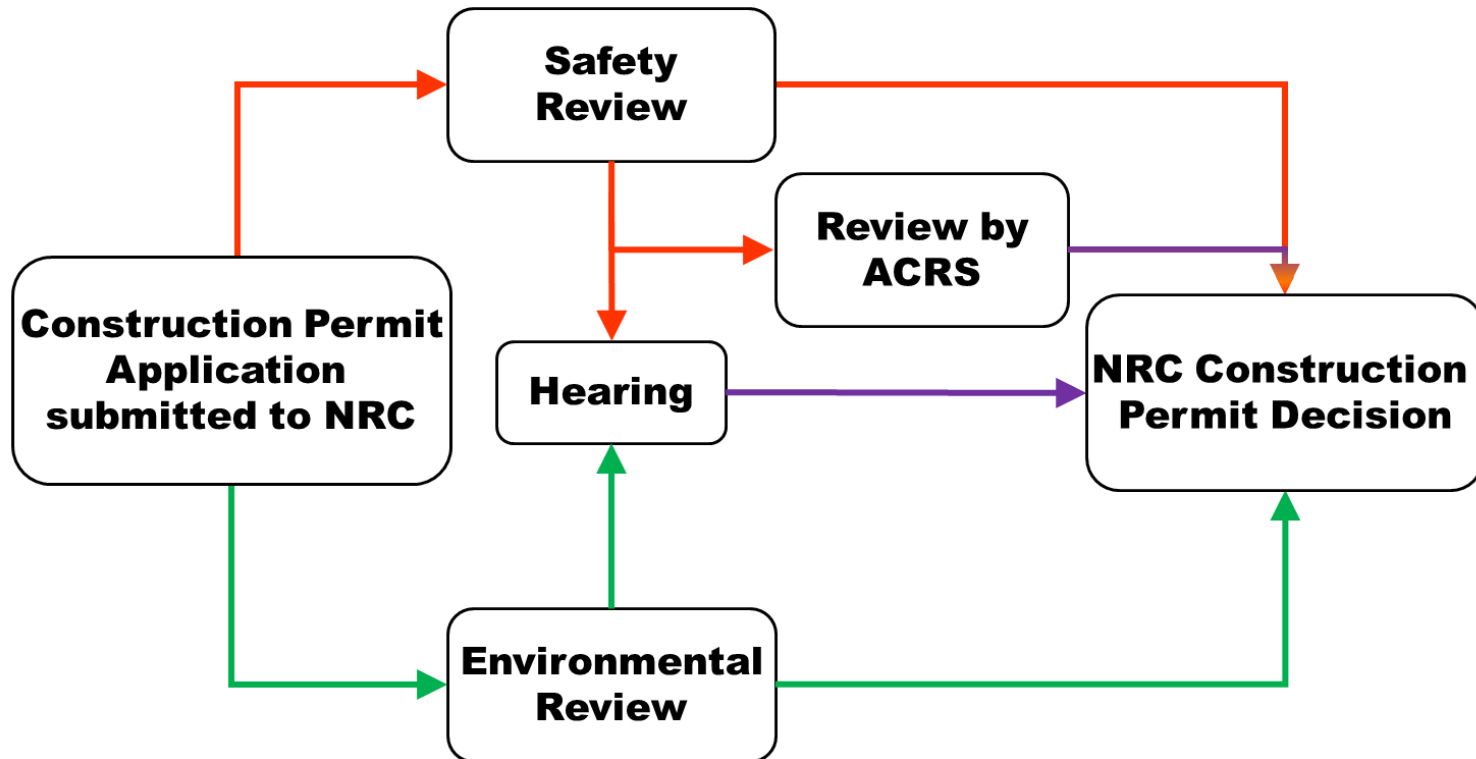 Safety
Review
Review by
ACRS
Construction Permit
Application
submitted to NRC
Hearing
NRC Construction
Permit Decision
Environmental
Review